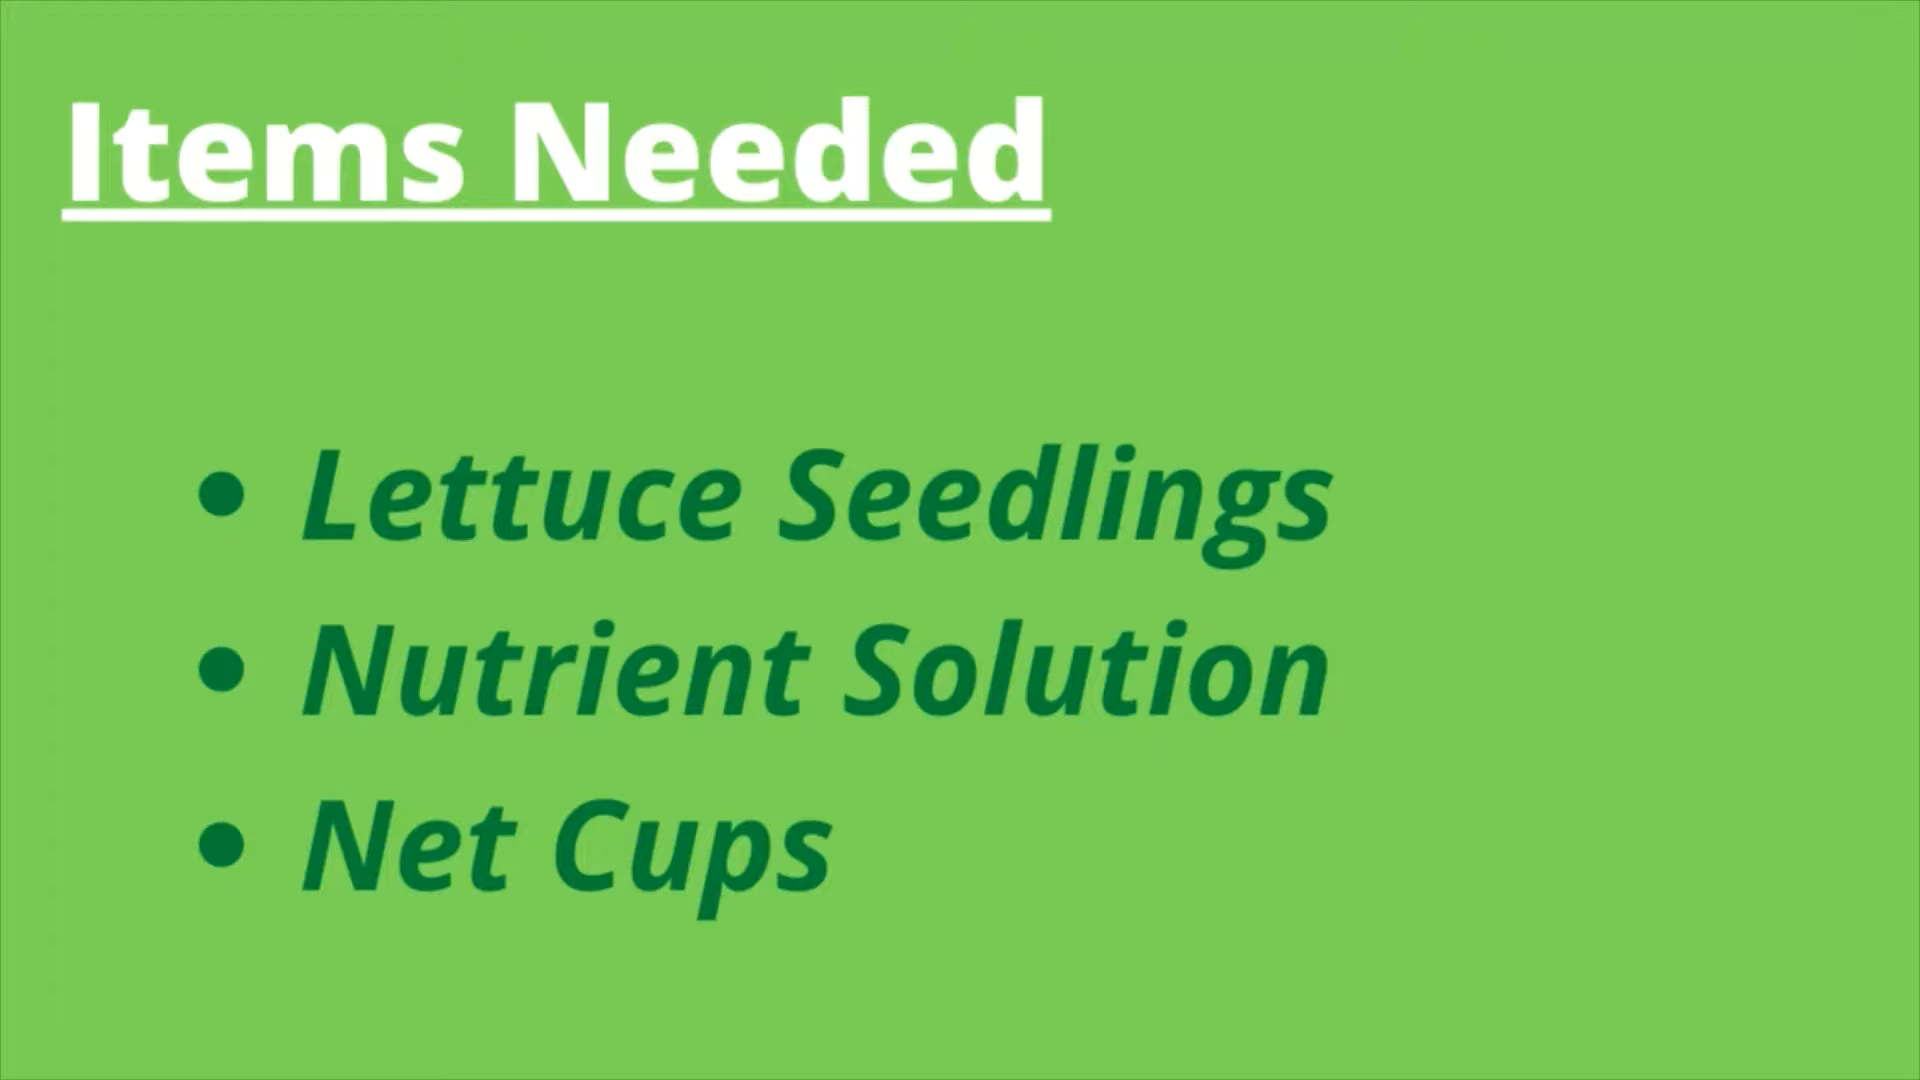 Items Needed
• Lettuce Seedlings
• Nutrient Solution
• Net Cups